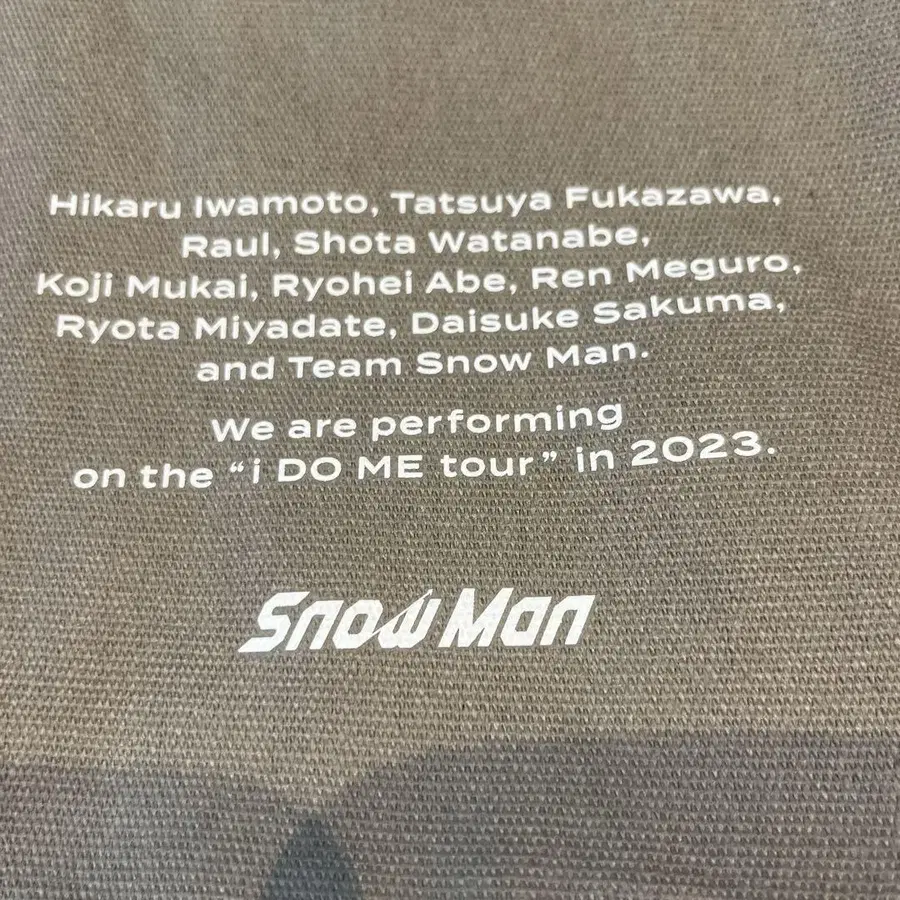 Hikaru Iwamoto, Tatsuya Fukazawa,
Raul, Shota Watanabe,
Koji Mukai, Ryohei Abe, Ren Meguro,
Ryota Miyadate, Daisuke Sakuma,
and Team Snow Man.
We are performing
on the “i DO ME tour” in 2023.
Snow Man